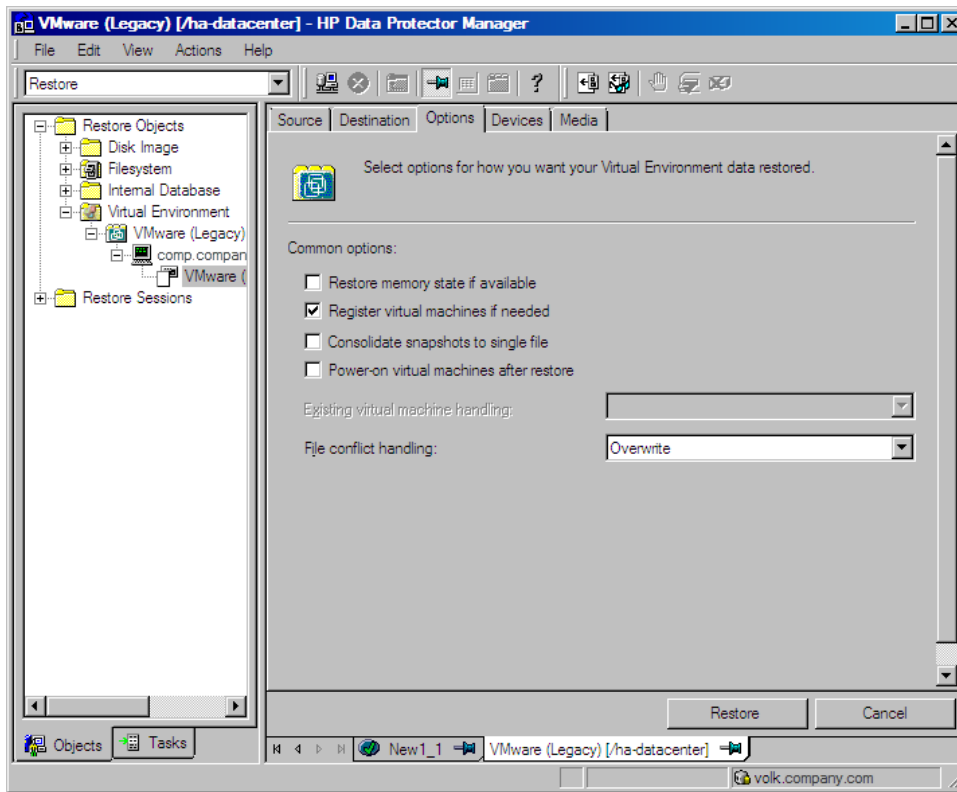 VMware (Legacy) [/ha-datacenter] - HP Data Protector Manager
File Edit View Actions Help
Restore
?
Restore Objects
Disk Image
Filesystem
Internal Database
Virtual Environment
VMware (Legacy)
comp.compan
VMware (
Restore Sessions
Source Destination Options Devices Media
Select options for how you want your Virtual Environment data restored.
Common options:
Restore memory state if available
Register virtual machines if needed
Consolidate snapshots to single file
Power-on virtual machines after restore
Existing virtual machine handling:
File conflict handling: Overwrite
Restore Cancel
Objects Tasks
New1_1 VMware (Legacy) [/ha-datacenter]
volk.company.com